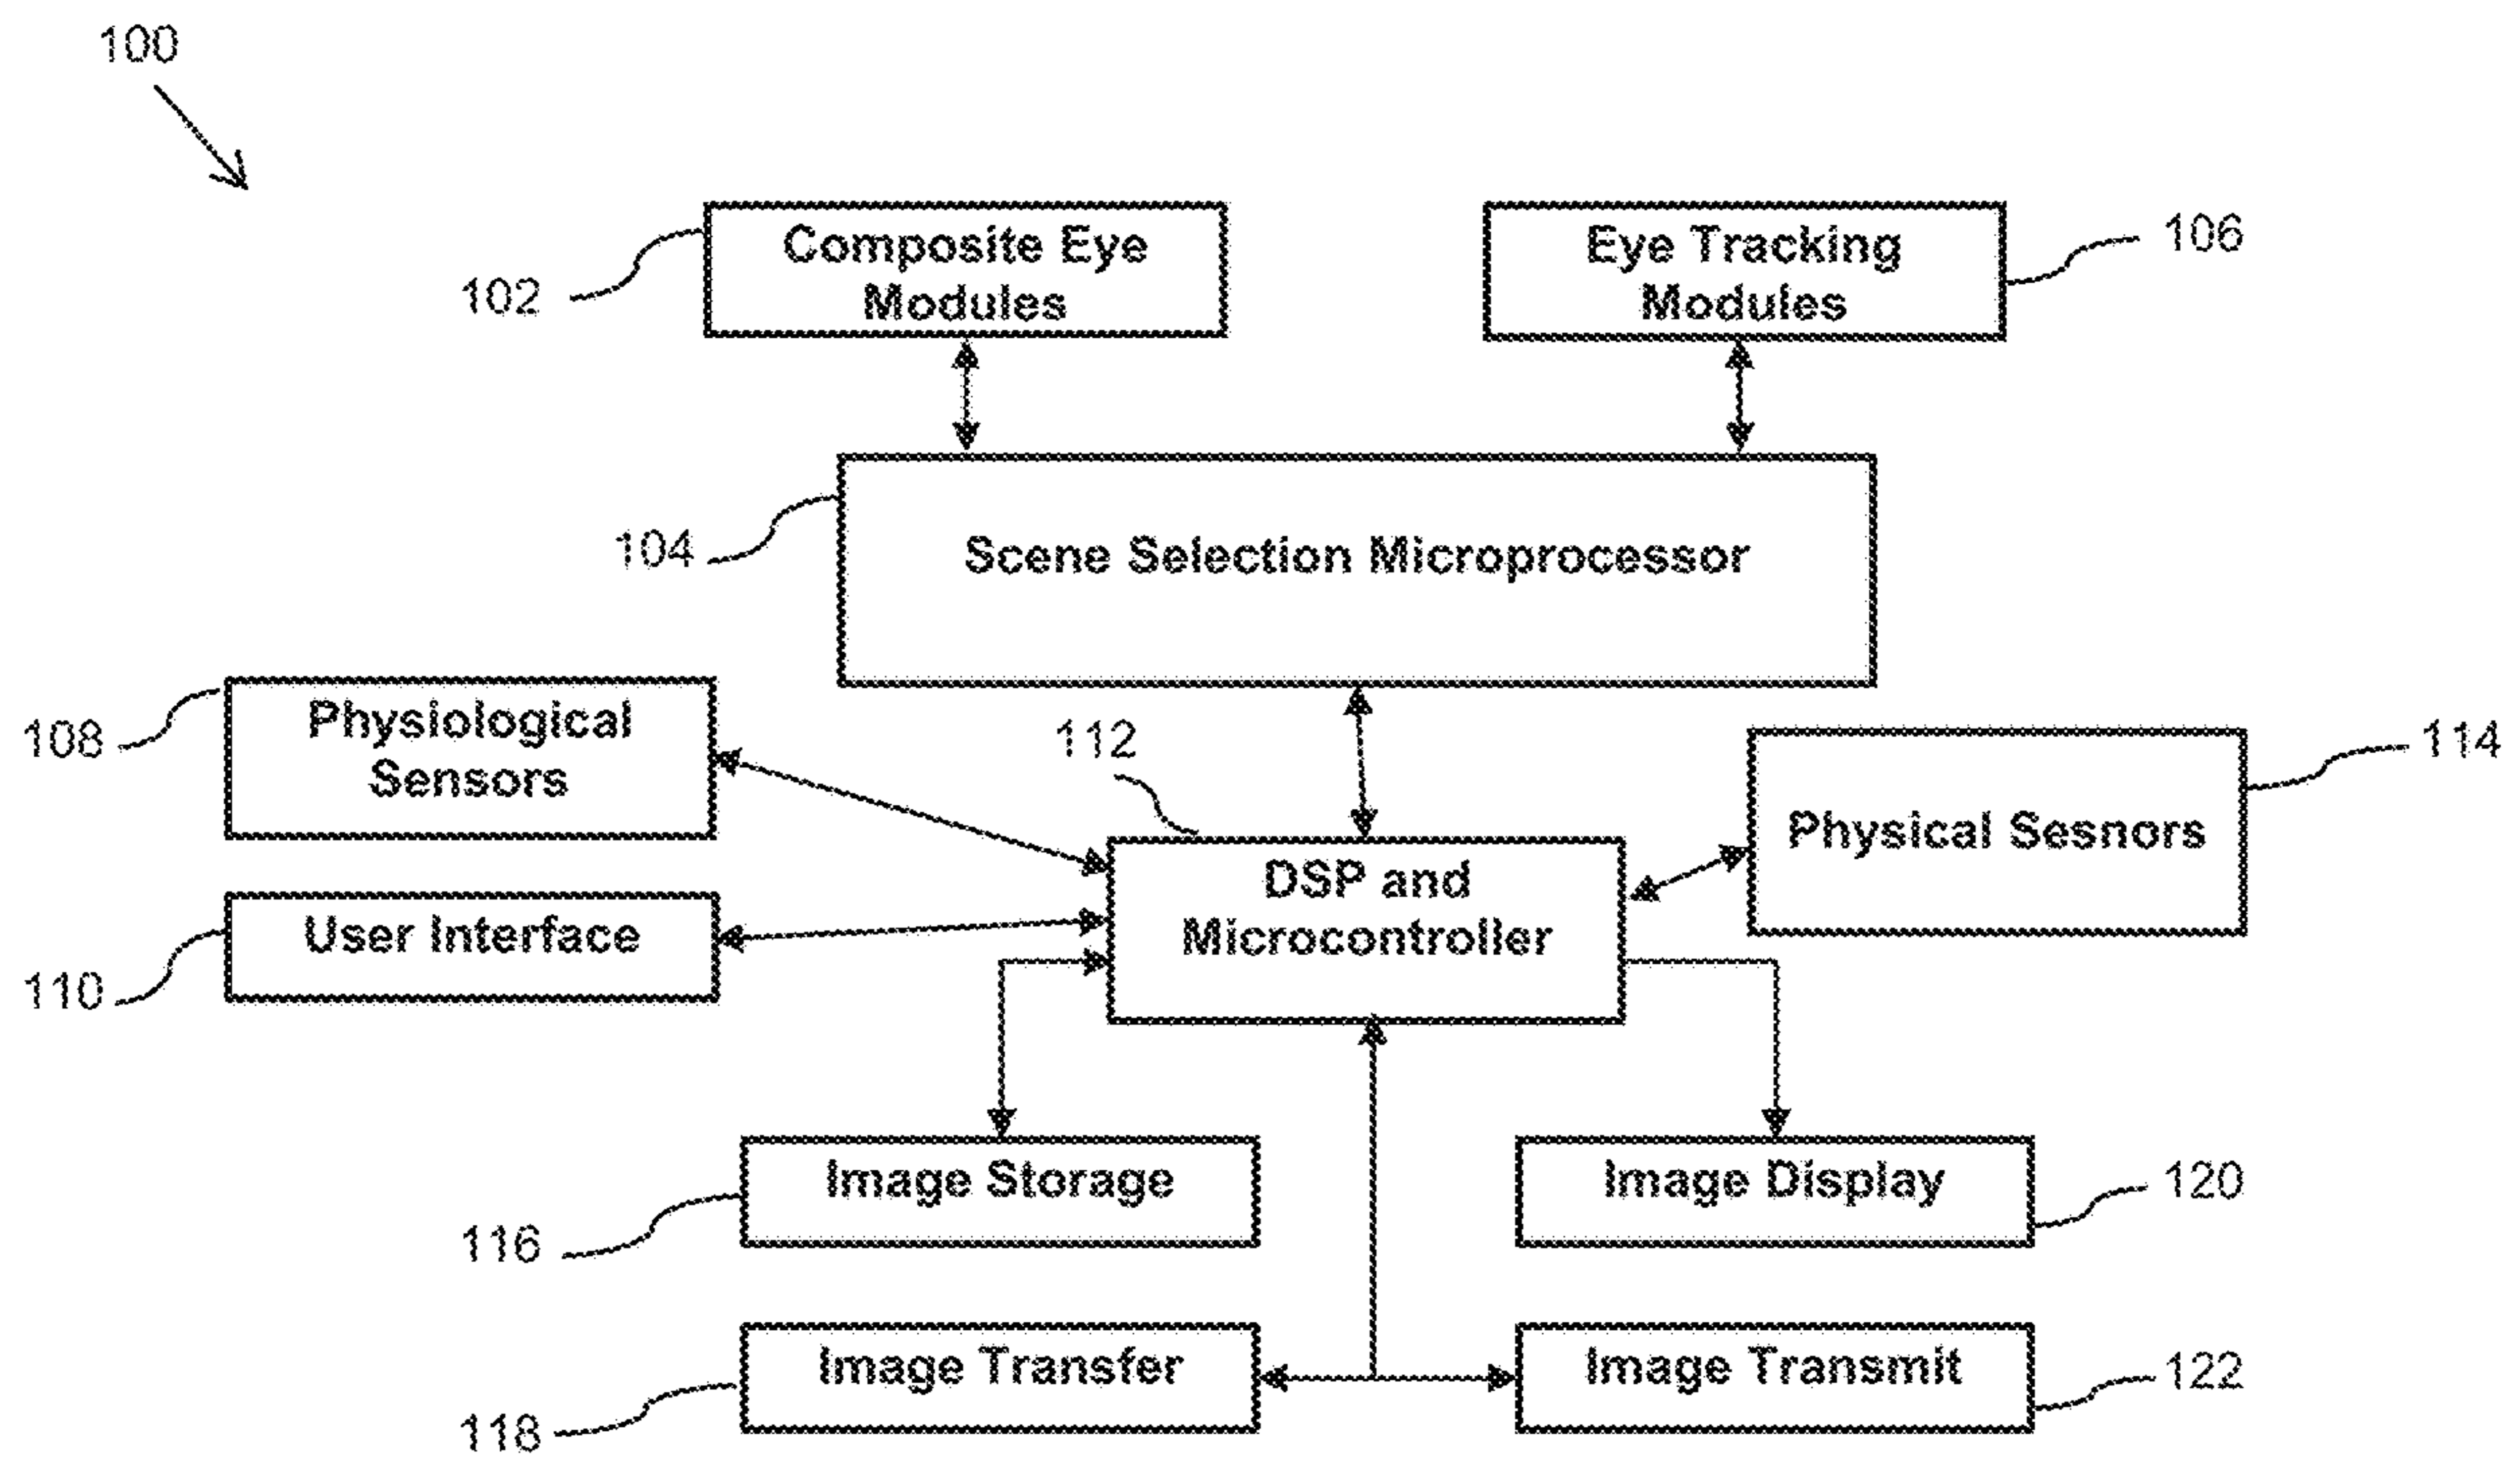 100
Composite Eye
Modules
102
Eye Tracking
Modules
106
Scene Selection Microprocessor
104
Physiological
Sensors
108
112
Physical Sesnors
114
DSP and
Microcontroller
User Interface
110
Image Storage
116
Image Display
120
Image Transfer
118
Image Transmit
122